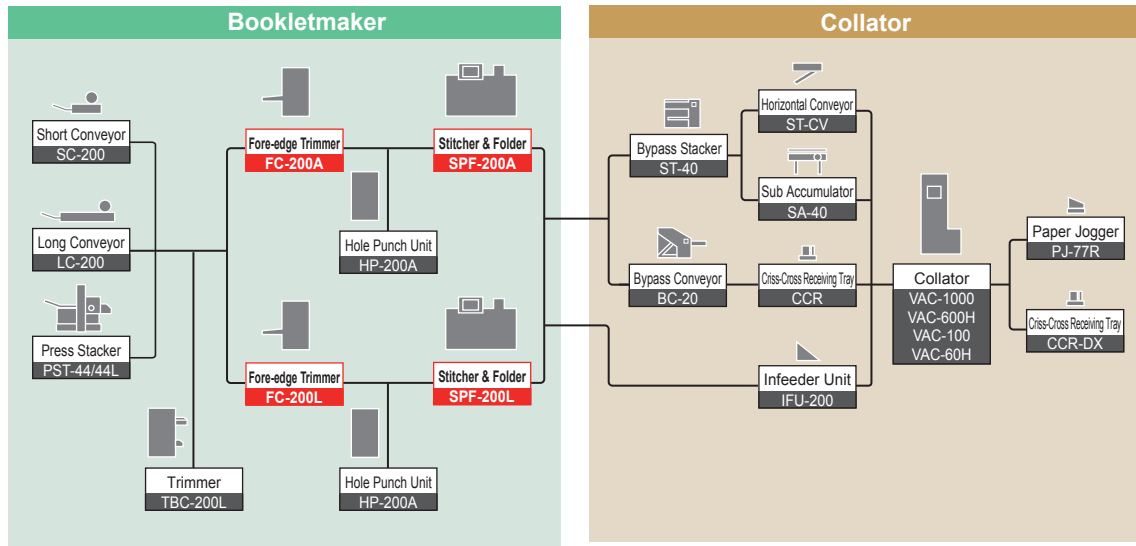 Bookletmaker
Short Conveyor
SC-200
Long Conveyor
LC-200
Press Stacker
PST-44/44L
Trimmer
TBC-200L
Fore-edge Trimmer
FC-200A
Hole Punch Unit
HP-200A
Stitcher & Folder
SPF-200A
Fore-edge Trimmer
FC-200L
Hole Punch Unit
HP-200A
Stitcher & Folder
SPF-200L
Collator
Bypass Stacker
ST-40
Horizontal Conveyor
ST-CV
Sub Accumulator
SA-40
Bypass Conveyor
BC-20
Criss-Cross Receiving Tray
CCR
Infeeder Unit
IFU-200
Collator
VAC-1000
VAC-600H
VAC-100
VAC-60H
Paper Jogger
PJ-77R
Criss-Cross Receiving Tray
CCR-DX